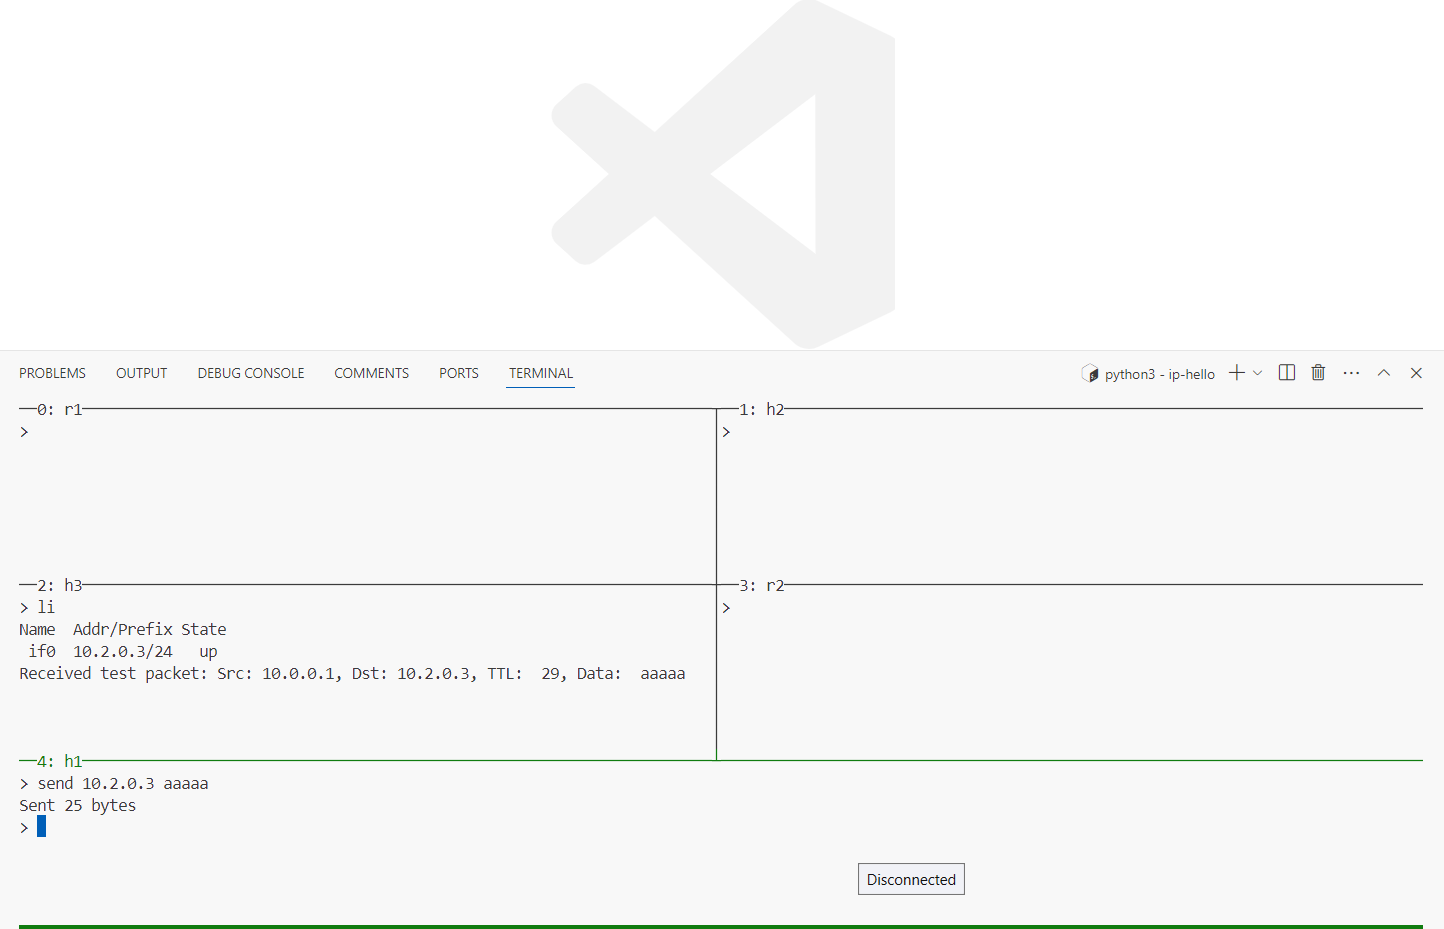 PROBLEMS OUTPUT DEBUG CONSOLE COMMENTS PORTS TERMINAL python3 - ip-hello
0: r1 1: h2
> >
2: h3 3: r2
> li >
Name  Addr/Prefix State
 if0  10.2.0.3/24   up
Received test packet: Src: 10.0.0.1, Dst: 10.2.0.3, TTL:  29, Data:  aaaaa
4: h1
> send 10.2.0.3 aaaaa
Sent 25 bytes
>
Disconnected